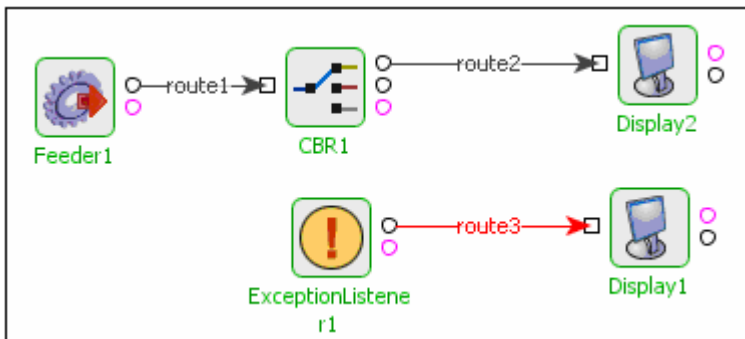 route1
route2
Feeder1
CBR1
Display2
route3
ExceptionListene
r1
Display1